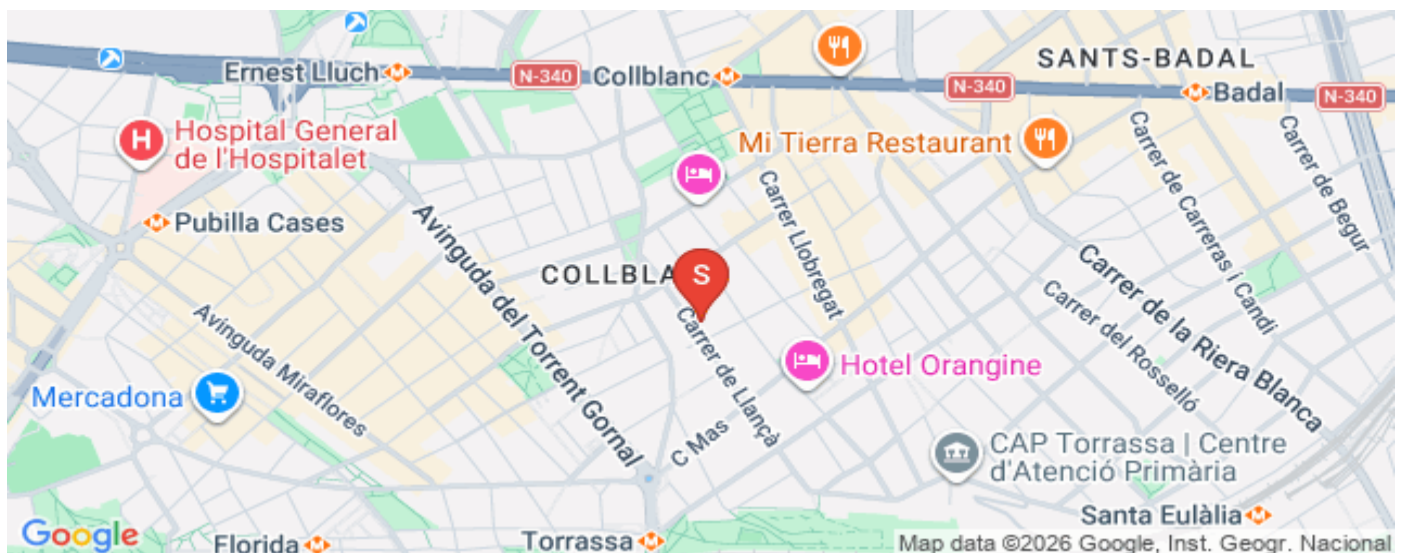 SANTS-BADAL
Ernest Lluch
N-340
Collblanc
N-340
Badal
N-340
H
Hospital General
de l'Hospitalet
Mi Tierra Restaurant
Carrer de Carreras i Candi
Carrer de Begur
Pubilla Cases
Avinguda del Torrent Gornal
Carrer Llobregat
COLLBLA
S
Carrer de la Riera Blanca
Carrer del Rosselló
Avinguda Miraflores
Carrer de Llançà
Hotel Orangine
Mercadona
C Mas
CAP Torrassa | Centre
d'Atenció Primària
Santa Eulàlia
Google
Florida
Torrassa
Map data ©2026 Google, Inst. Geogr. Nacional